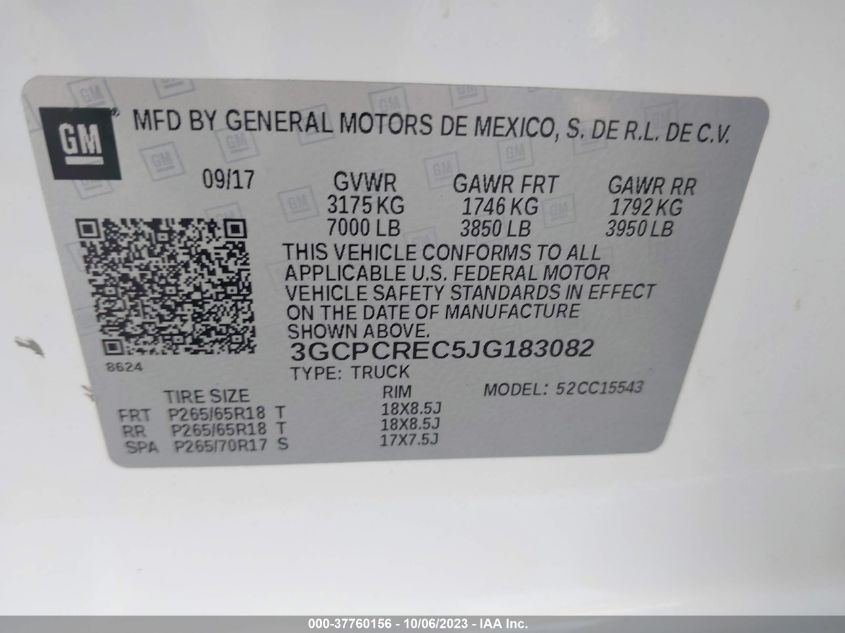 GM ® MFD BY GENERAL MOTORS DE MEXICO, S. DE R.L. DE C.V.
09/17 GVWR GAWR FRT GAWR RR
3175 KG 1746 KG 1792 KG
7000 LB 3850 LB 3950 LB
THIS VEHICLE CONFORMS TO ALL
APPLICABLE U.S. FEDERAL MOTOR
VEHICLE SAFETY STANDARDS IN EFFECT
ON THE DATE OF MANUFACTURE
SHOWN ABOVE.
3GCPCREC5JG183082
8624
TYPE: TRUCK MODEL: 52CC15543
TIRE SIZE RIM
FRT P265/65R18 T 18X8.5J
RR P265/65R18 T 18X8.5J
SPA P265/70R17 S 17X7.5J
000-37760156 - 10/06/2023 - IAA Inc.